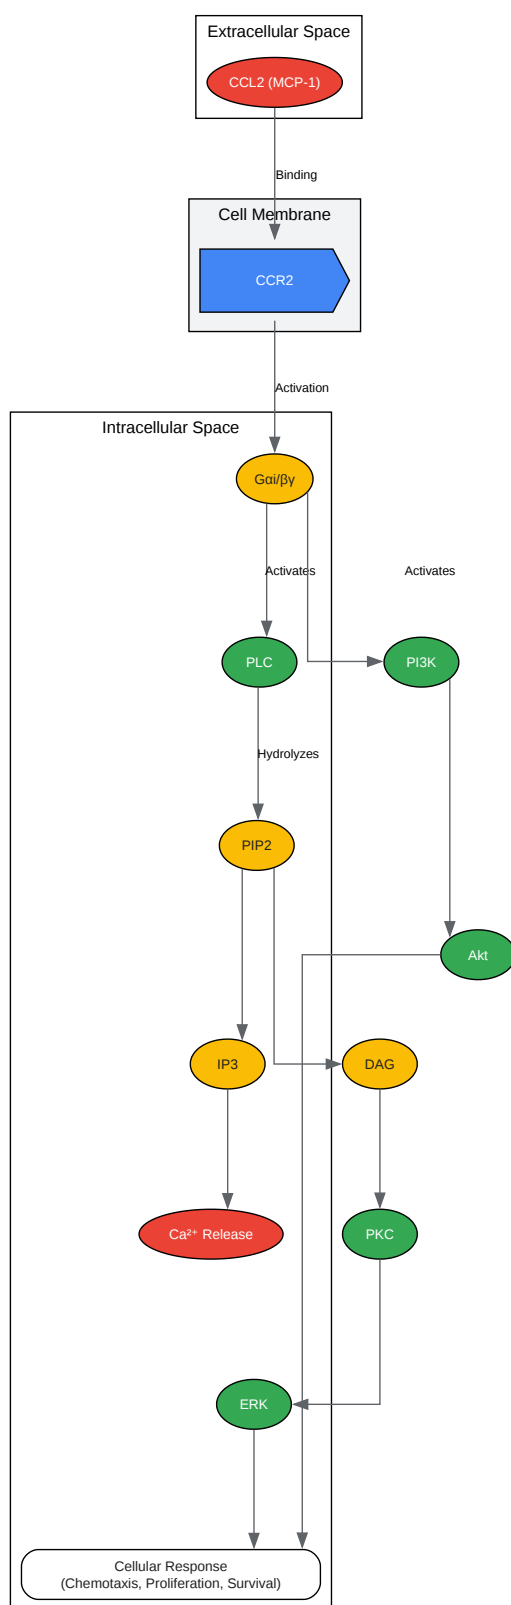 Extracellular Space
CCL2 (MCP-1)
Binding
Cell Membrane
CCR2
Activation
Intracellular Space
Gαi/βγ
Activates
Activates
PLC
PI3K
Hydrolyzes
PIP2
Akt
IP3
DAG
Ca²⁺ Release
PKC
ERK
Cellular Response
(Chemotaxis, Proliferation, Survival)